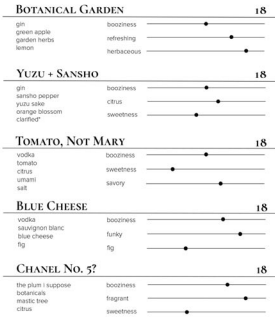 BOTANICAL GARDEN 18
gin booziness
green apple
garden herbs refreshing
lemon herbaceous
YUZU + SANSHO 18
gin booziness
sansho pepper
yuzu sake citrus
orange blossom
clarified* sweetness
TOMATO, NOT MARY 18
vodka booziness
tomato
citrus sweetness
umami
salt savory
BLUE CHEESE 18
vodka booziness
sauvignon blanc
blue cheese funky
fig fig
CHANEL NO. 5? 18
the plum i suppose booziness
botanicals
mastic tree fragrant
citrus sweetness